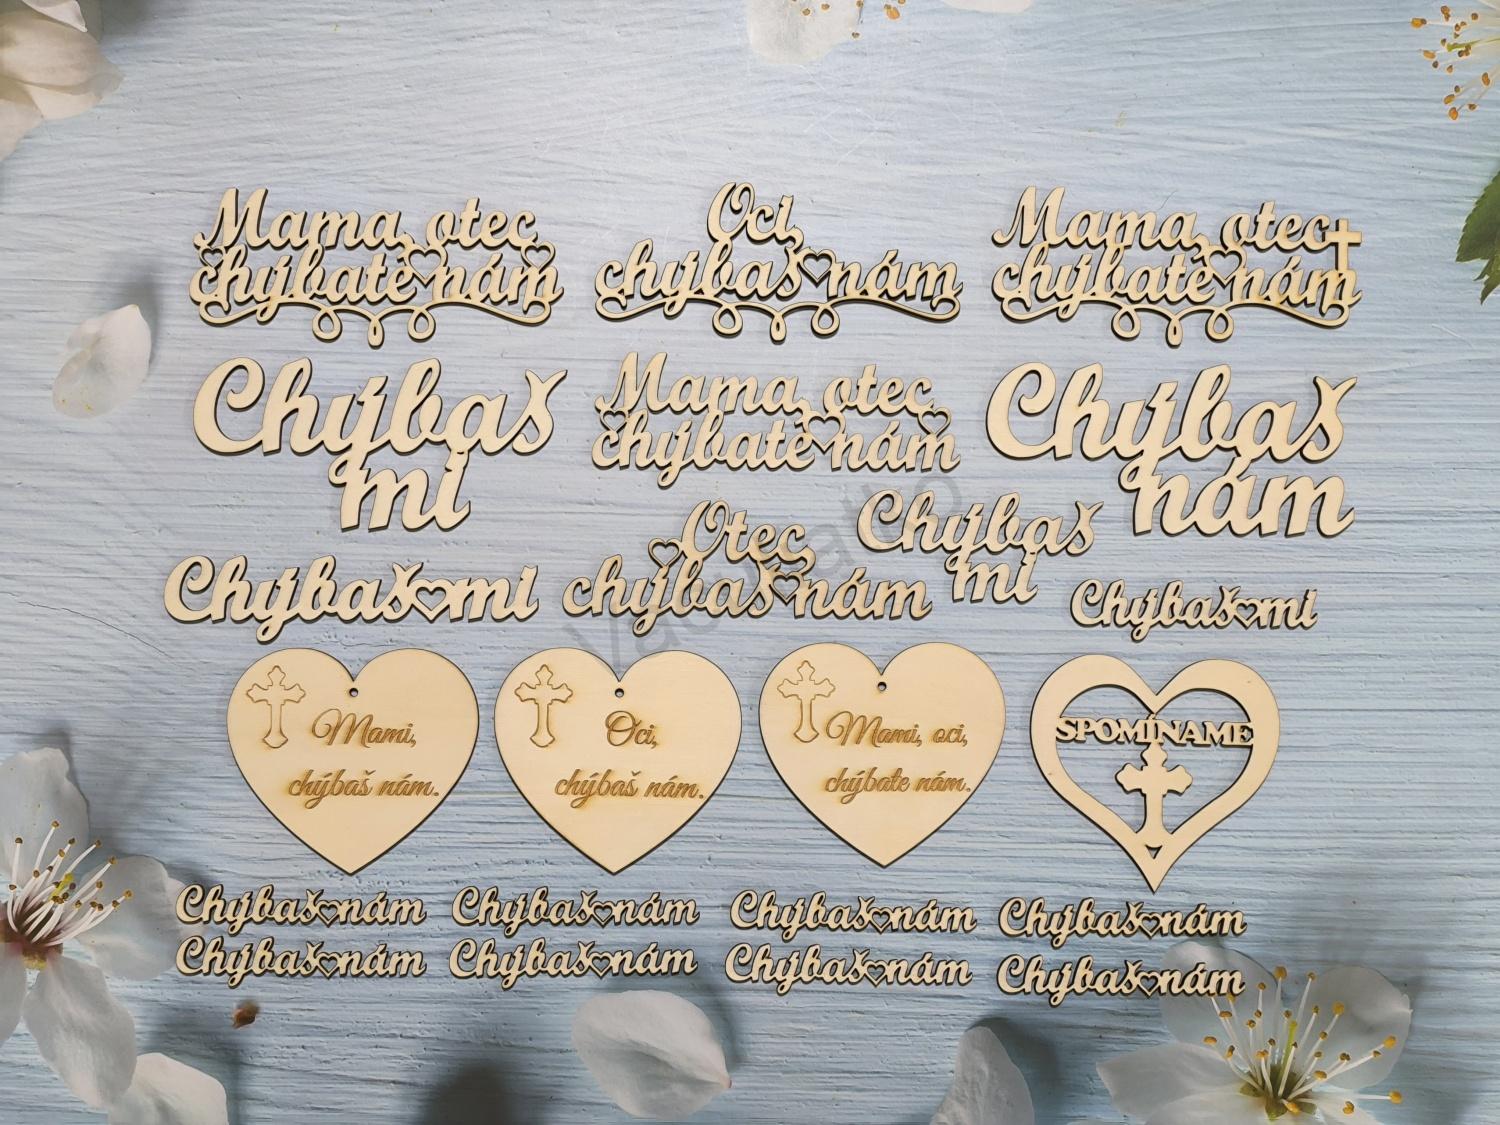 Mama, otec,
chýbate nám
Oci,
chýbaš nám
Mama, otec,
chýbate nám
Chýbaš
mi
Mama, otec,
chýbate nám
Chýbaš
nám
Otec,
chýbaš nám
Chýbaš
mi
Chýbaš mi
Chýbaš mi
Mami,
chýbaš nám.
Oci,
chýbaš nám.
Mami, oci,
chýbate nám.
SPOMÍNAME
Chýbaš nám
Chýbaš nám
Chýbaš nám
Chýbaš nám
Chýbaš nám
Chýbaš nám
Chýbaš nám
Chýbaš nám